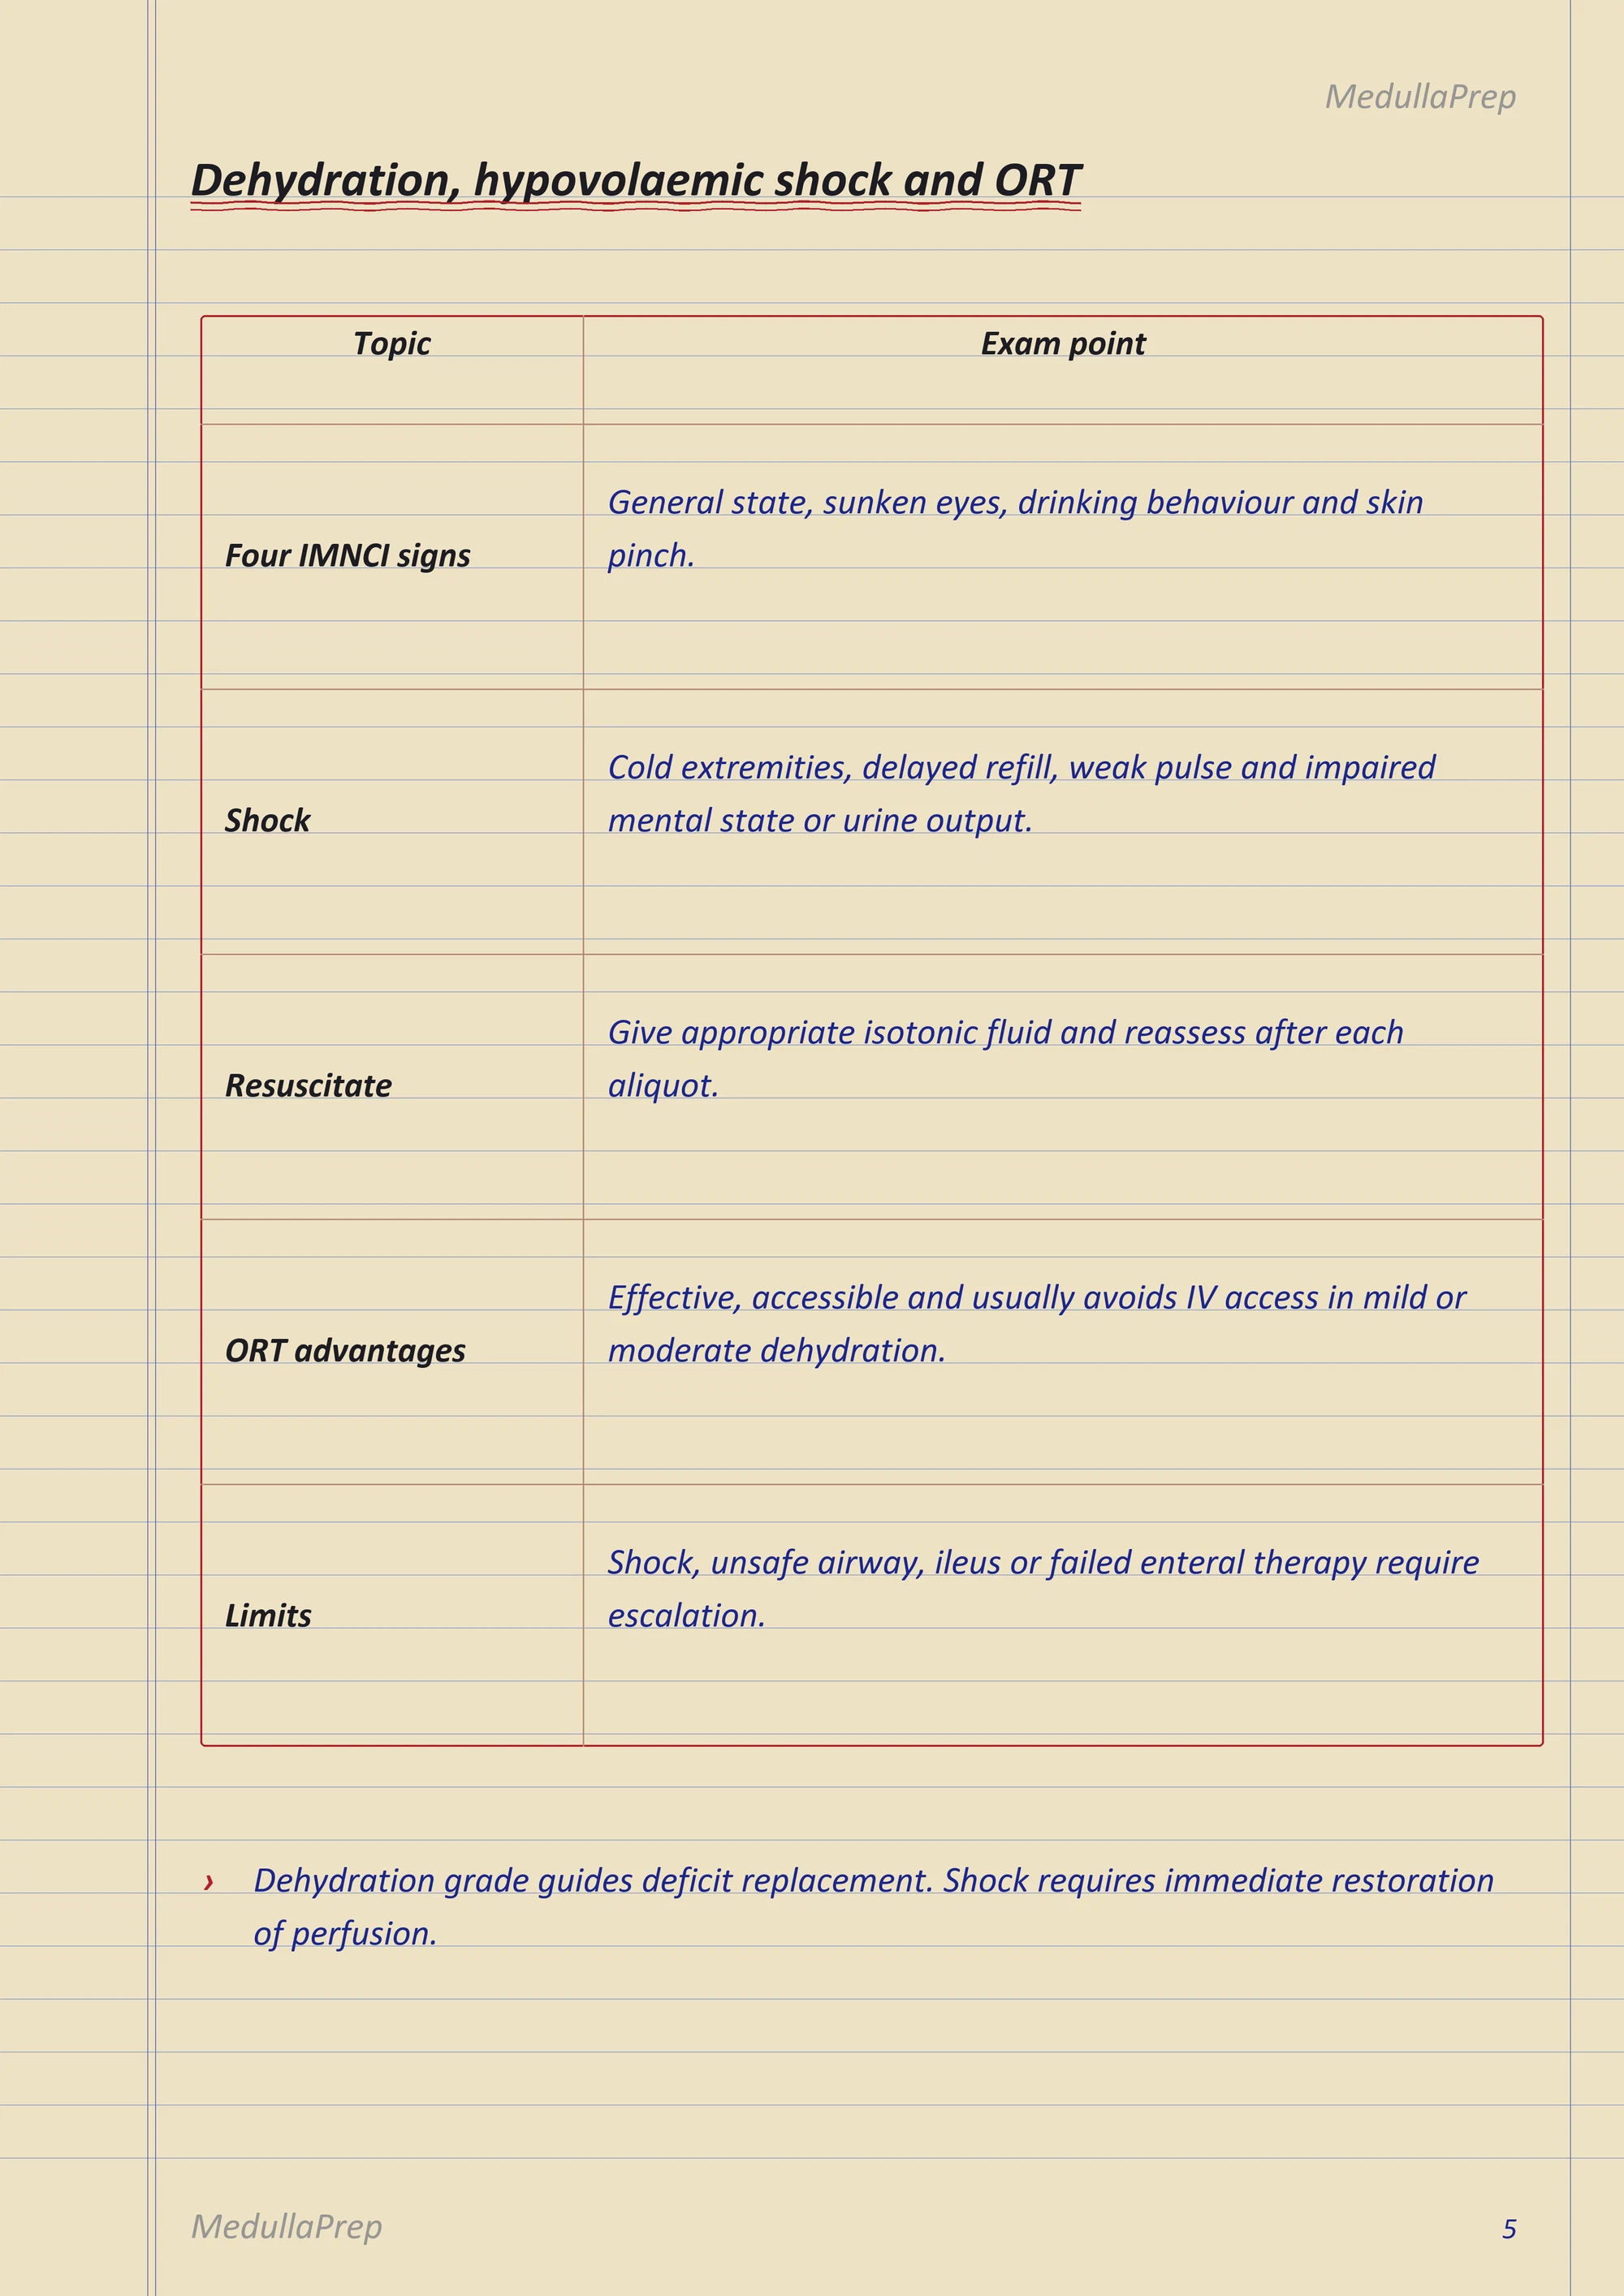 MedullaPrep
Dehydration, hypovolaemic shock and ORT
Topic
Exam point
Four IMNCI signs
General state, sunken eyes, drinking behaviour and skin
pinch.
Shock
Cold extremities, delayed refill, weak pulse and impaired
mental state or urine output.
Resuscitate
Give appropriate isotonic fluid and reassess after each
aliquot.
ORT advantages
Effective, accessible and usually avoids IV access in mild or
moderate dehydration.
Limits
Shock, unsafe airway, ileus or failed enteral therapy require
escalation.
› Dehydration grade guides deficit replacement. Shock requires immediate restoration
of perfusion.
MedullaPrep
5